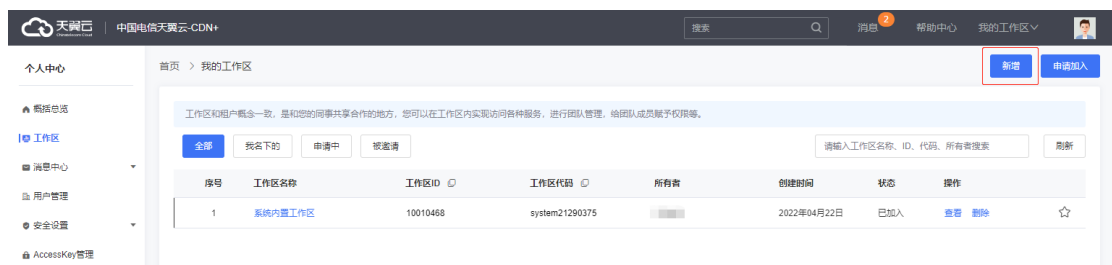 天翼云 中国电信天翼云-CDN+ 搜索 消息 2 帮助中心 我的工作区
个人中心
首页 > 我的工作区
新增 申请加入
概括总览
工作区
消息中心
用户管理
安全设置
AccessKey管理
工作区和租户概念一致，是和您的同事共享合作的地方，您可以在工作区内实现访问各种服务，进行团队管理，给团队成员赋予权限等。
全部 我名下的 申请中 被邀请 请输入工作区名称、ID、代码、所有者搜索 刷新
序号 工作区名称 工作区ID 工作区代码 所有者 创建时间 状态 操作
1 系统内置工作区 10010468 system21290375 2022年04月22日 已加入 查看 删除